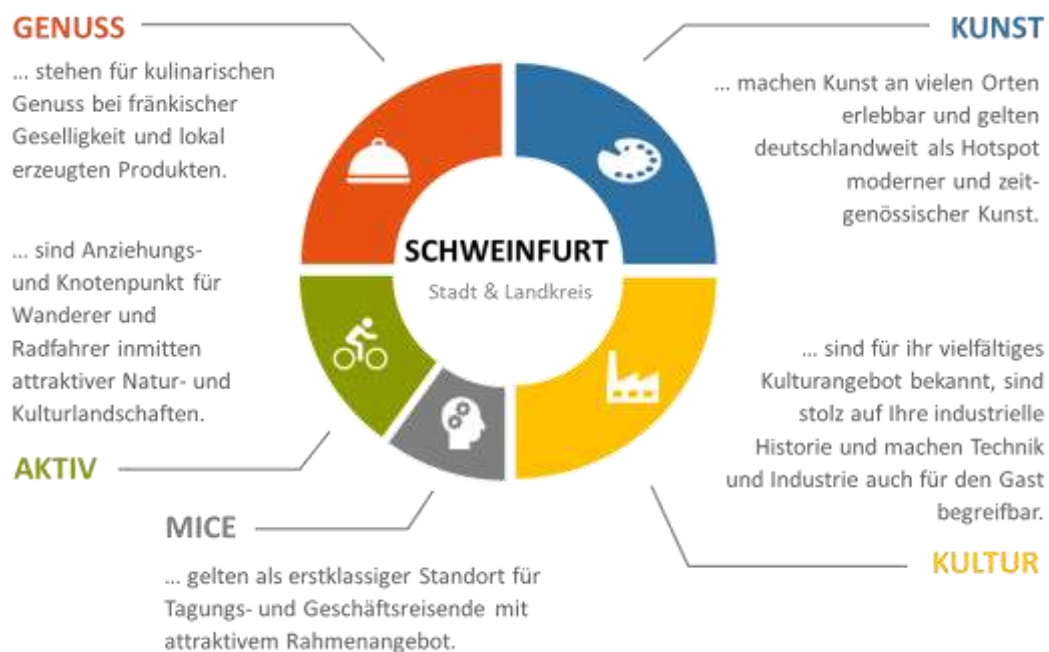 GENUSS
... stehen für kulinarischen
Genuss bei fränkischer
Geselligkeit und lokal
erzeugten Produkten.
KUNST
... machen Kunst an vielen Orten
erlebbar und gelten
deutschlandweit als Hotspot
moderner und zeit-
genössischer Kunst.
SCHWEINFURT
Stadt & Landkreis
... sind Anziehungs-
und Knotenpunkt für
Wanderer und
Radfahrer inmitten
attraktiver Natur- und
Kulturlandschaften.
AKTIV
... sind für ihr vielfältiges
Kulturangebot bekannt, sind
stolz auf Ihre industrielle
Historie und machen Technik
und Industrie auch für den Gast
begreifbar.
KULTUR
MICE
... gelten als erstklassiger Standort für
Tagungs- und Geschäftsreisende mit
attraktivem Rahmenangebot.